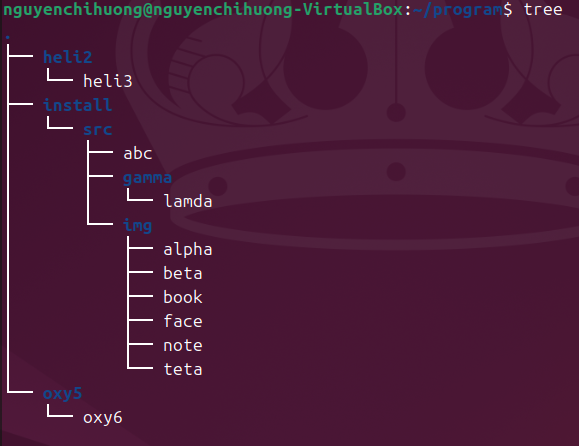 nguyenchihuong@nguyenchihuong-VirtualBox:~/program$ tree
.
├── heli2
│   └── heli3
├── install
│   └── src
│       ├── abc
│       ├── gamma
│       │   └── lamda
│       └── img
│           ├── alpha
│           ├── beta
│           ├── book
│           ├── face
│           ├── note
│           └── teta
└── oxy5
    └── oxy6